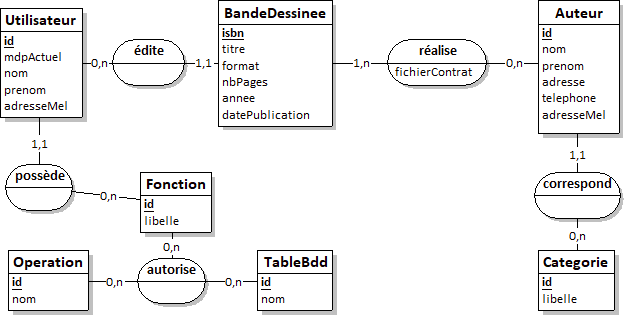 Utilisateur
id
mdpActuel
nom
prenom
adresseMel
0,n
édite
1,1
BandeDessinee
isbn
titre
format
nbPages
annee
datePublication
1,n
réalise
fichierContrat
0,n
Auteur
id
nom
prenom
adresse
telephone
adresseMel
1,1
possède
0,n
Fonction
id
libelle
1,1
correspond
0,n
0,n
Operation
id
nom
0,n
autorise
0,n
TableBdd
id
nom
Categorie
id
libelle